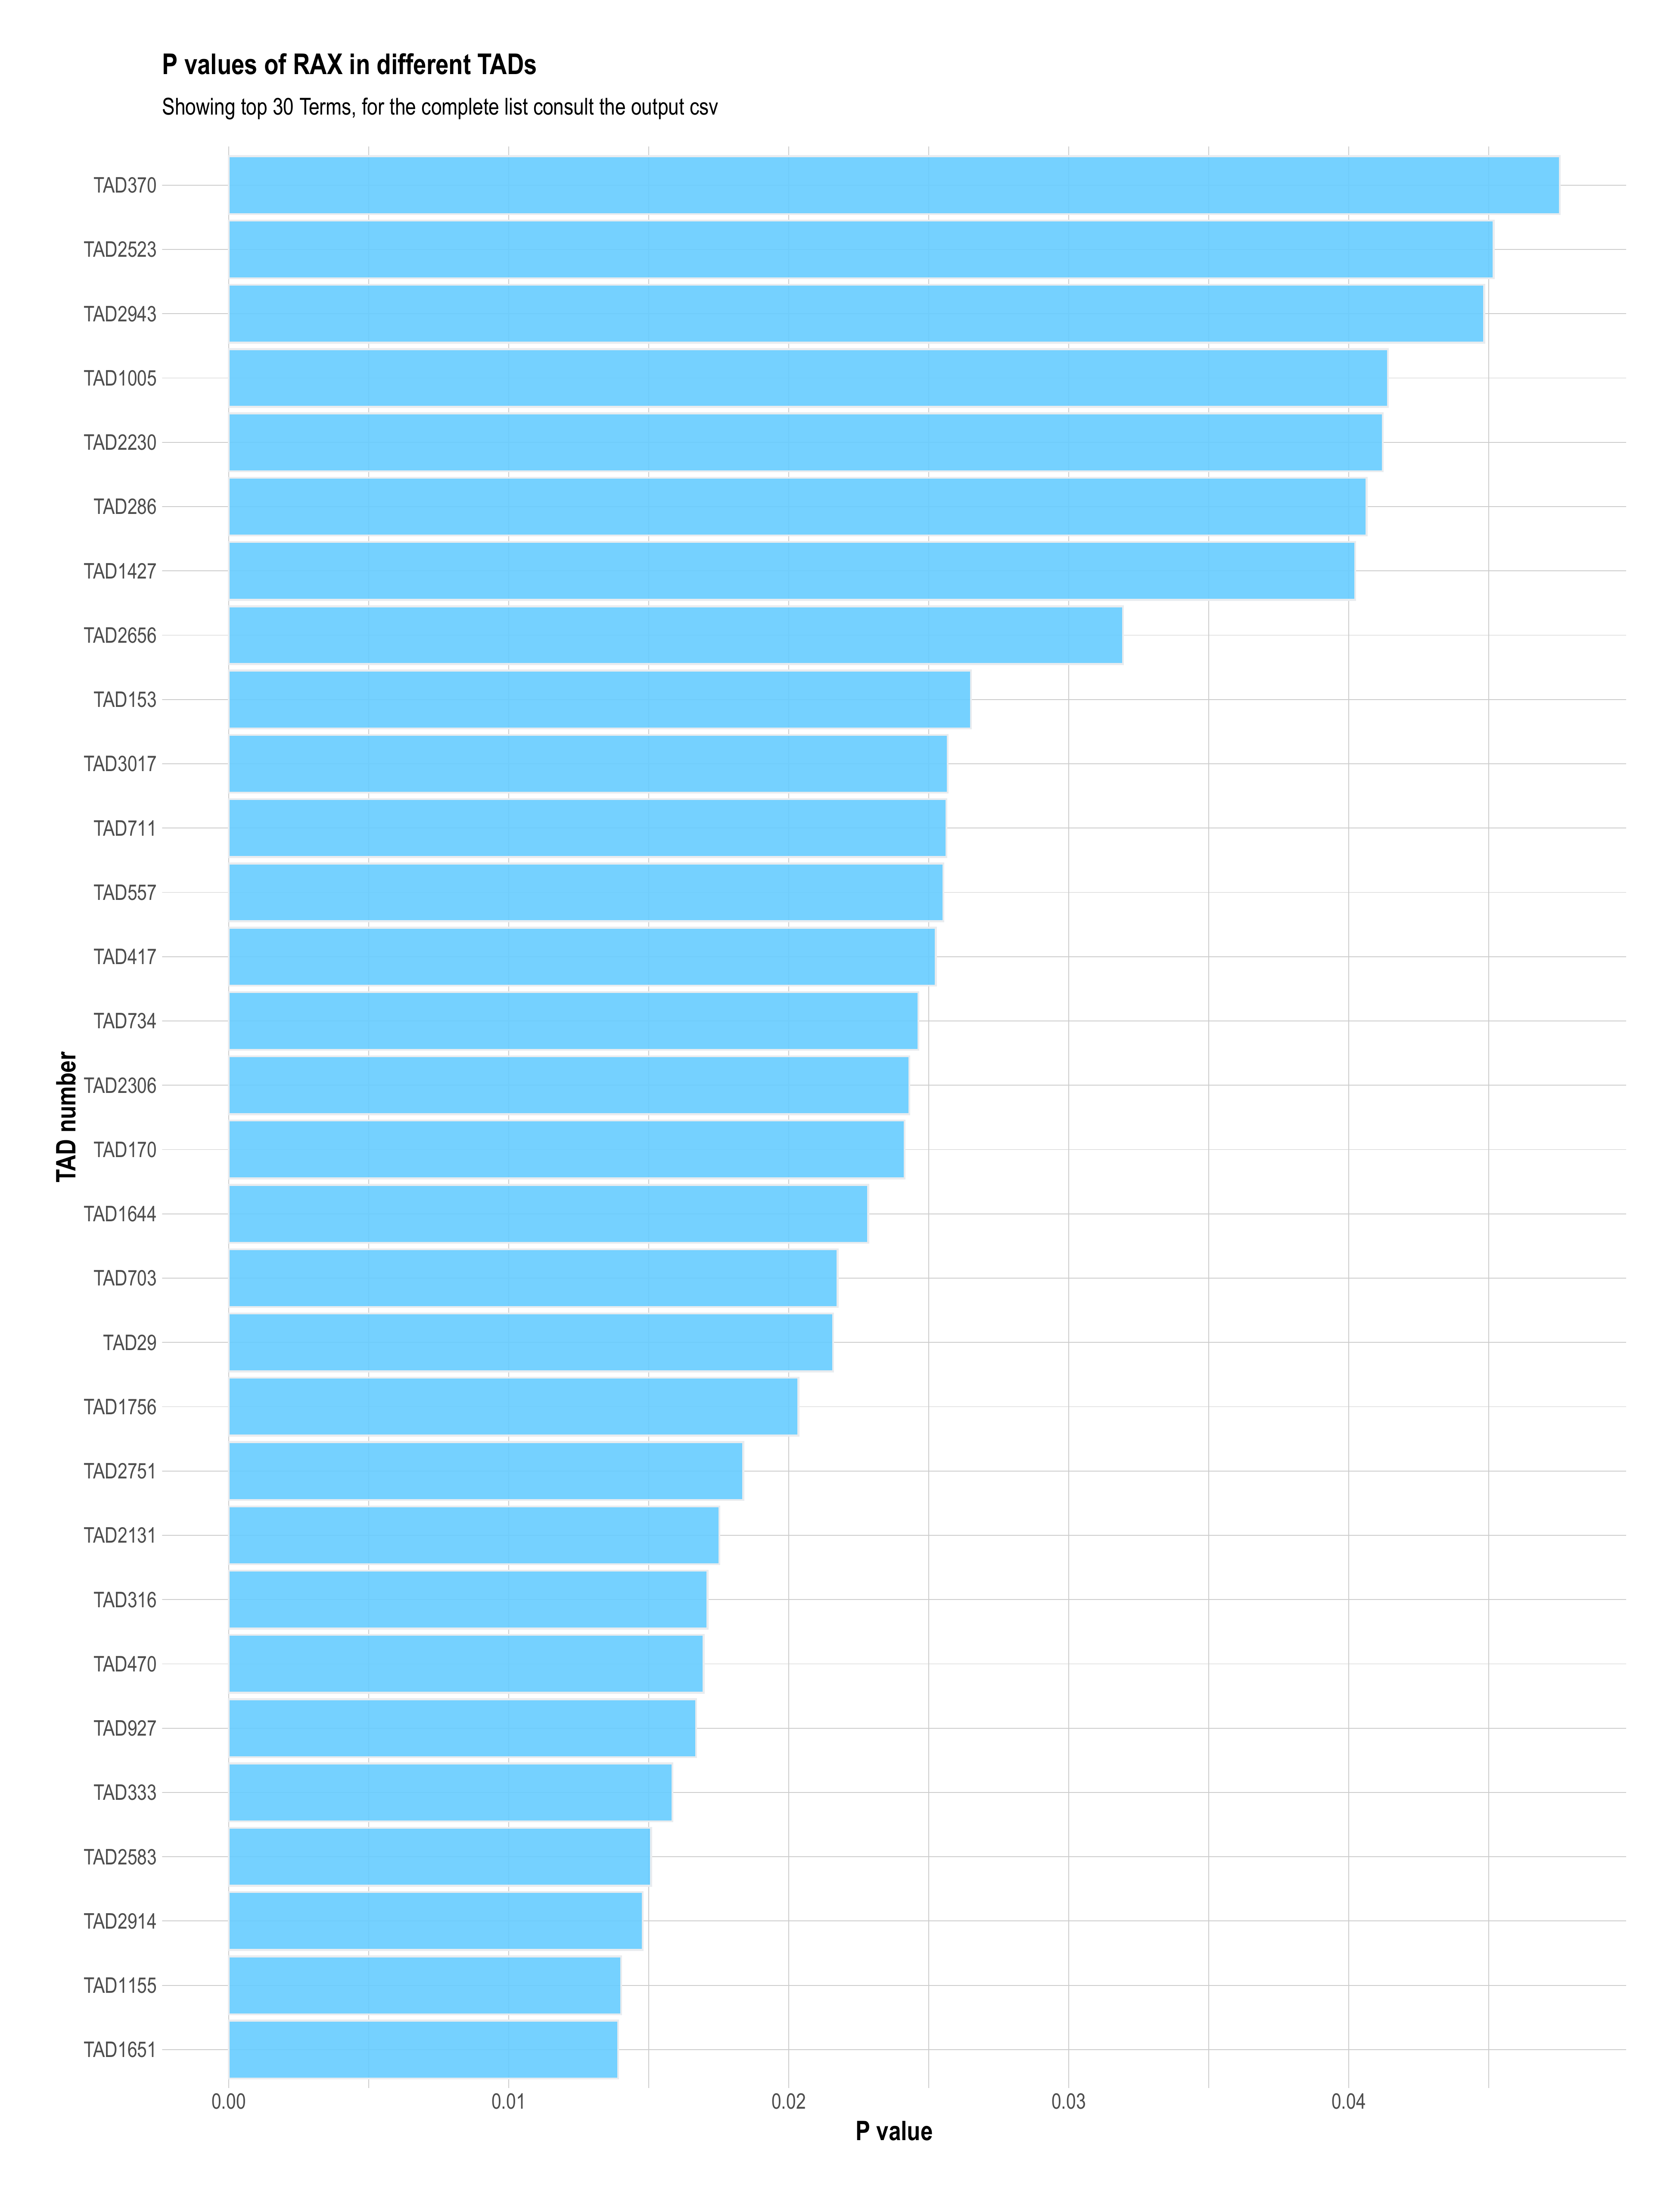 P values of RAX in different TADs
Showing top 30 Terms, for the complete list consult the output csv
TAD370
TAD2523
TAD2943
TAD1005
TAD2230
TAD286
TAD1427
TAD2656
TAD153
TAD3017
TAD711
TAD557
TAD417
TAD734
TAD2306
TAD170
TAD1644
TAD703
TAD29
TAD1756
TAD2751
TAD2131
TAD316
TAD470
TAD927
TAD333
TAD2583
TAD2914
TAD1155
TAD1651
TAD number
0.00 0.01 0.02 0.03 0.04
P value